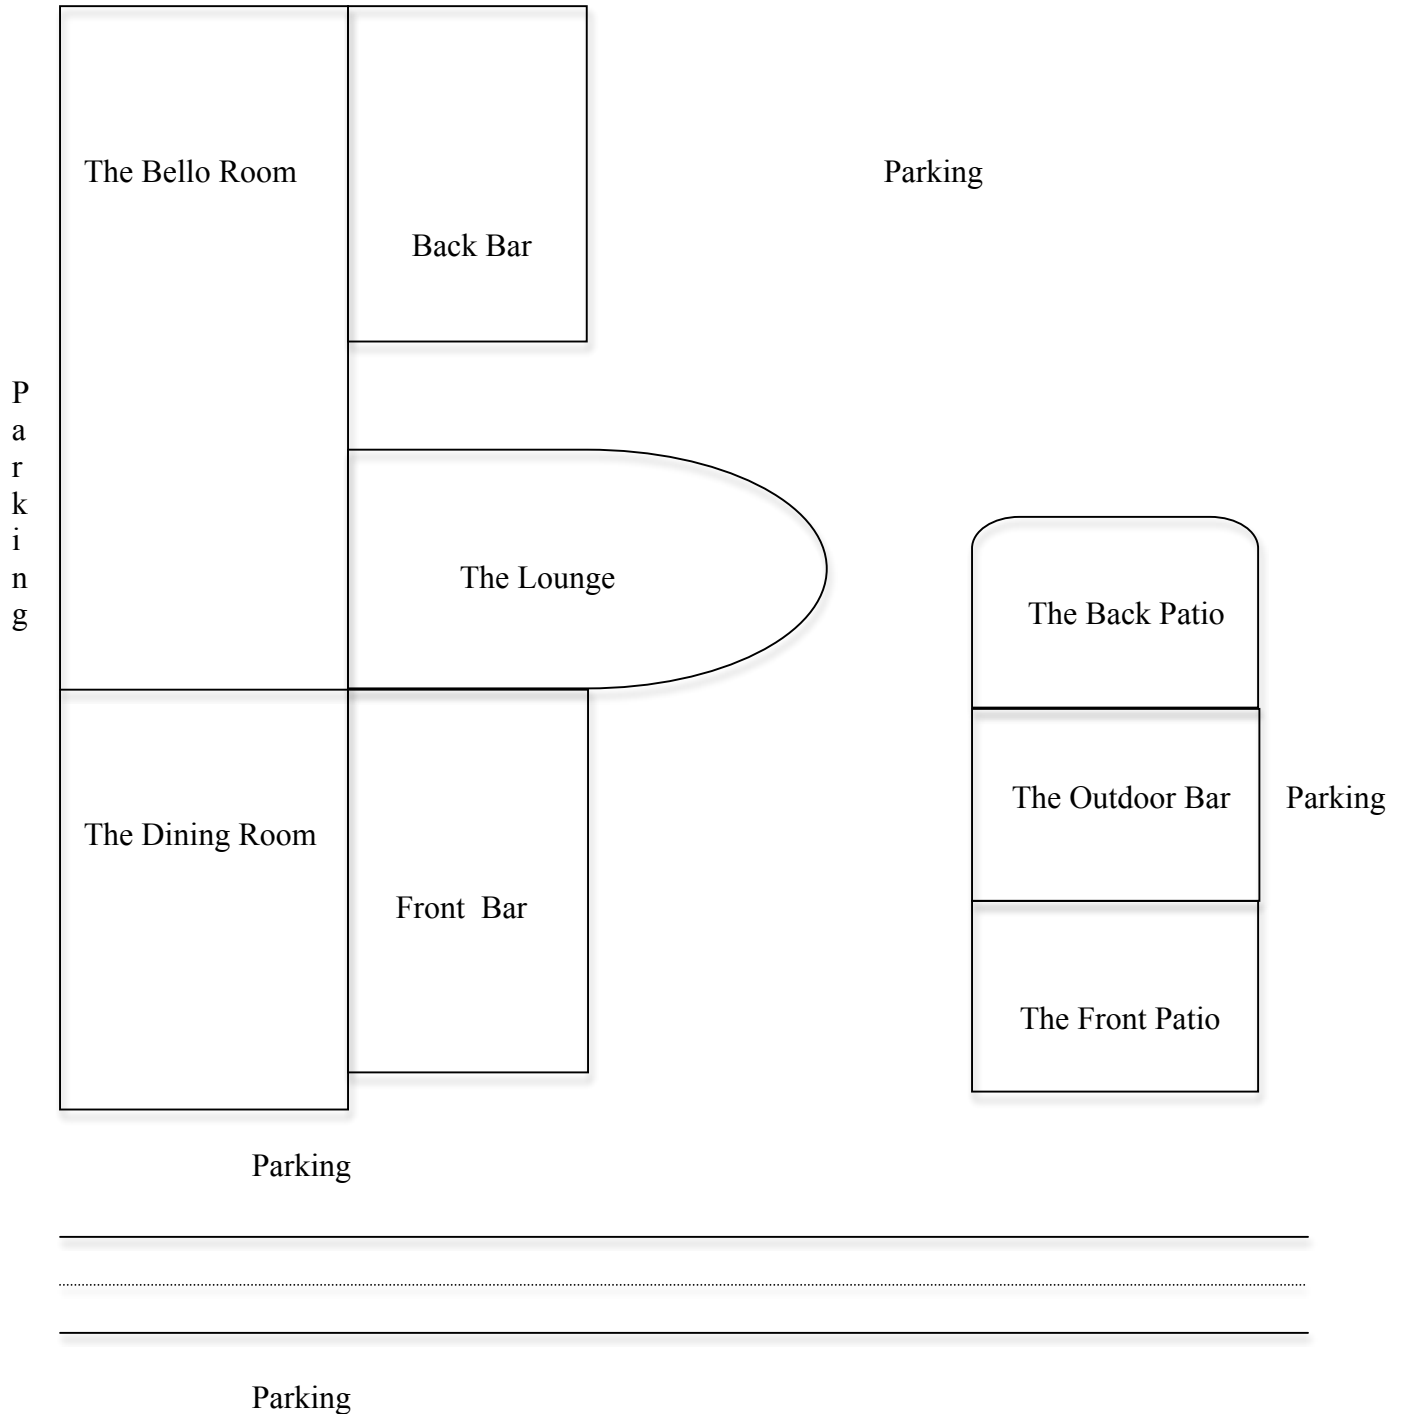 The Bello Room
Parking
Back Bar
P
a
r
k
i
n
g
The Lounge
The Back Patio
The Outdoor Bar
Parking
The Dining Room
Front  Bar
The Front Patio
Parking
Parking